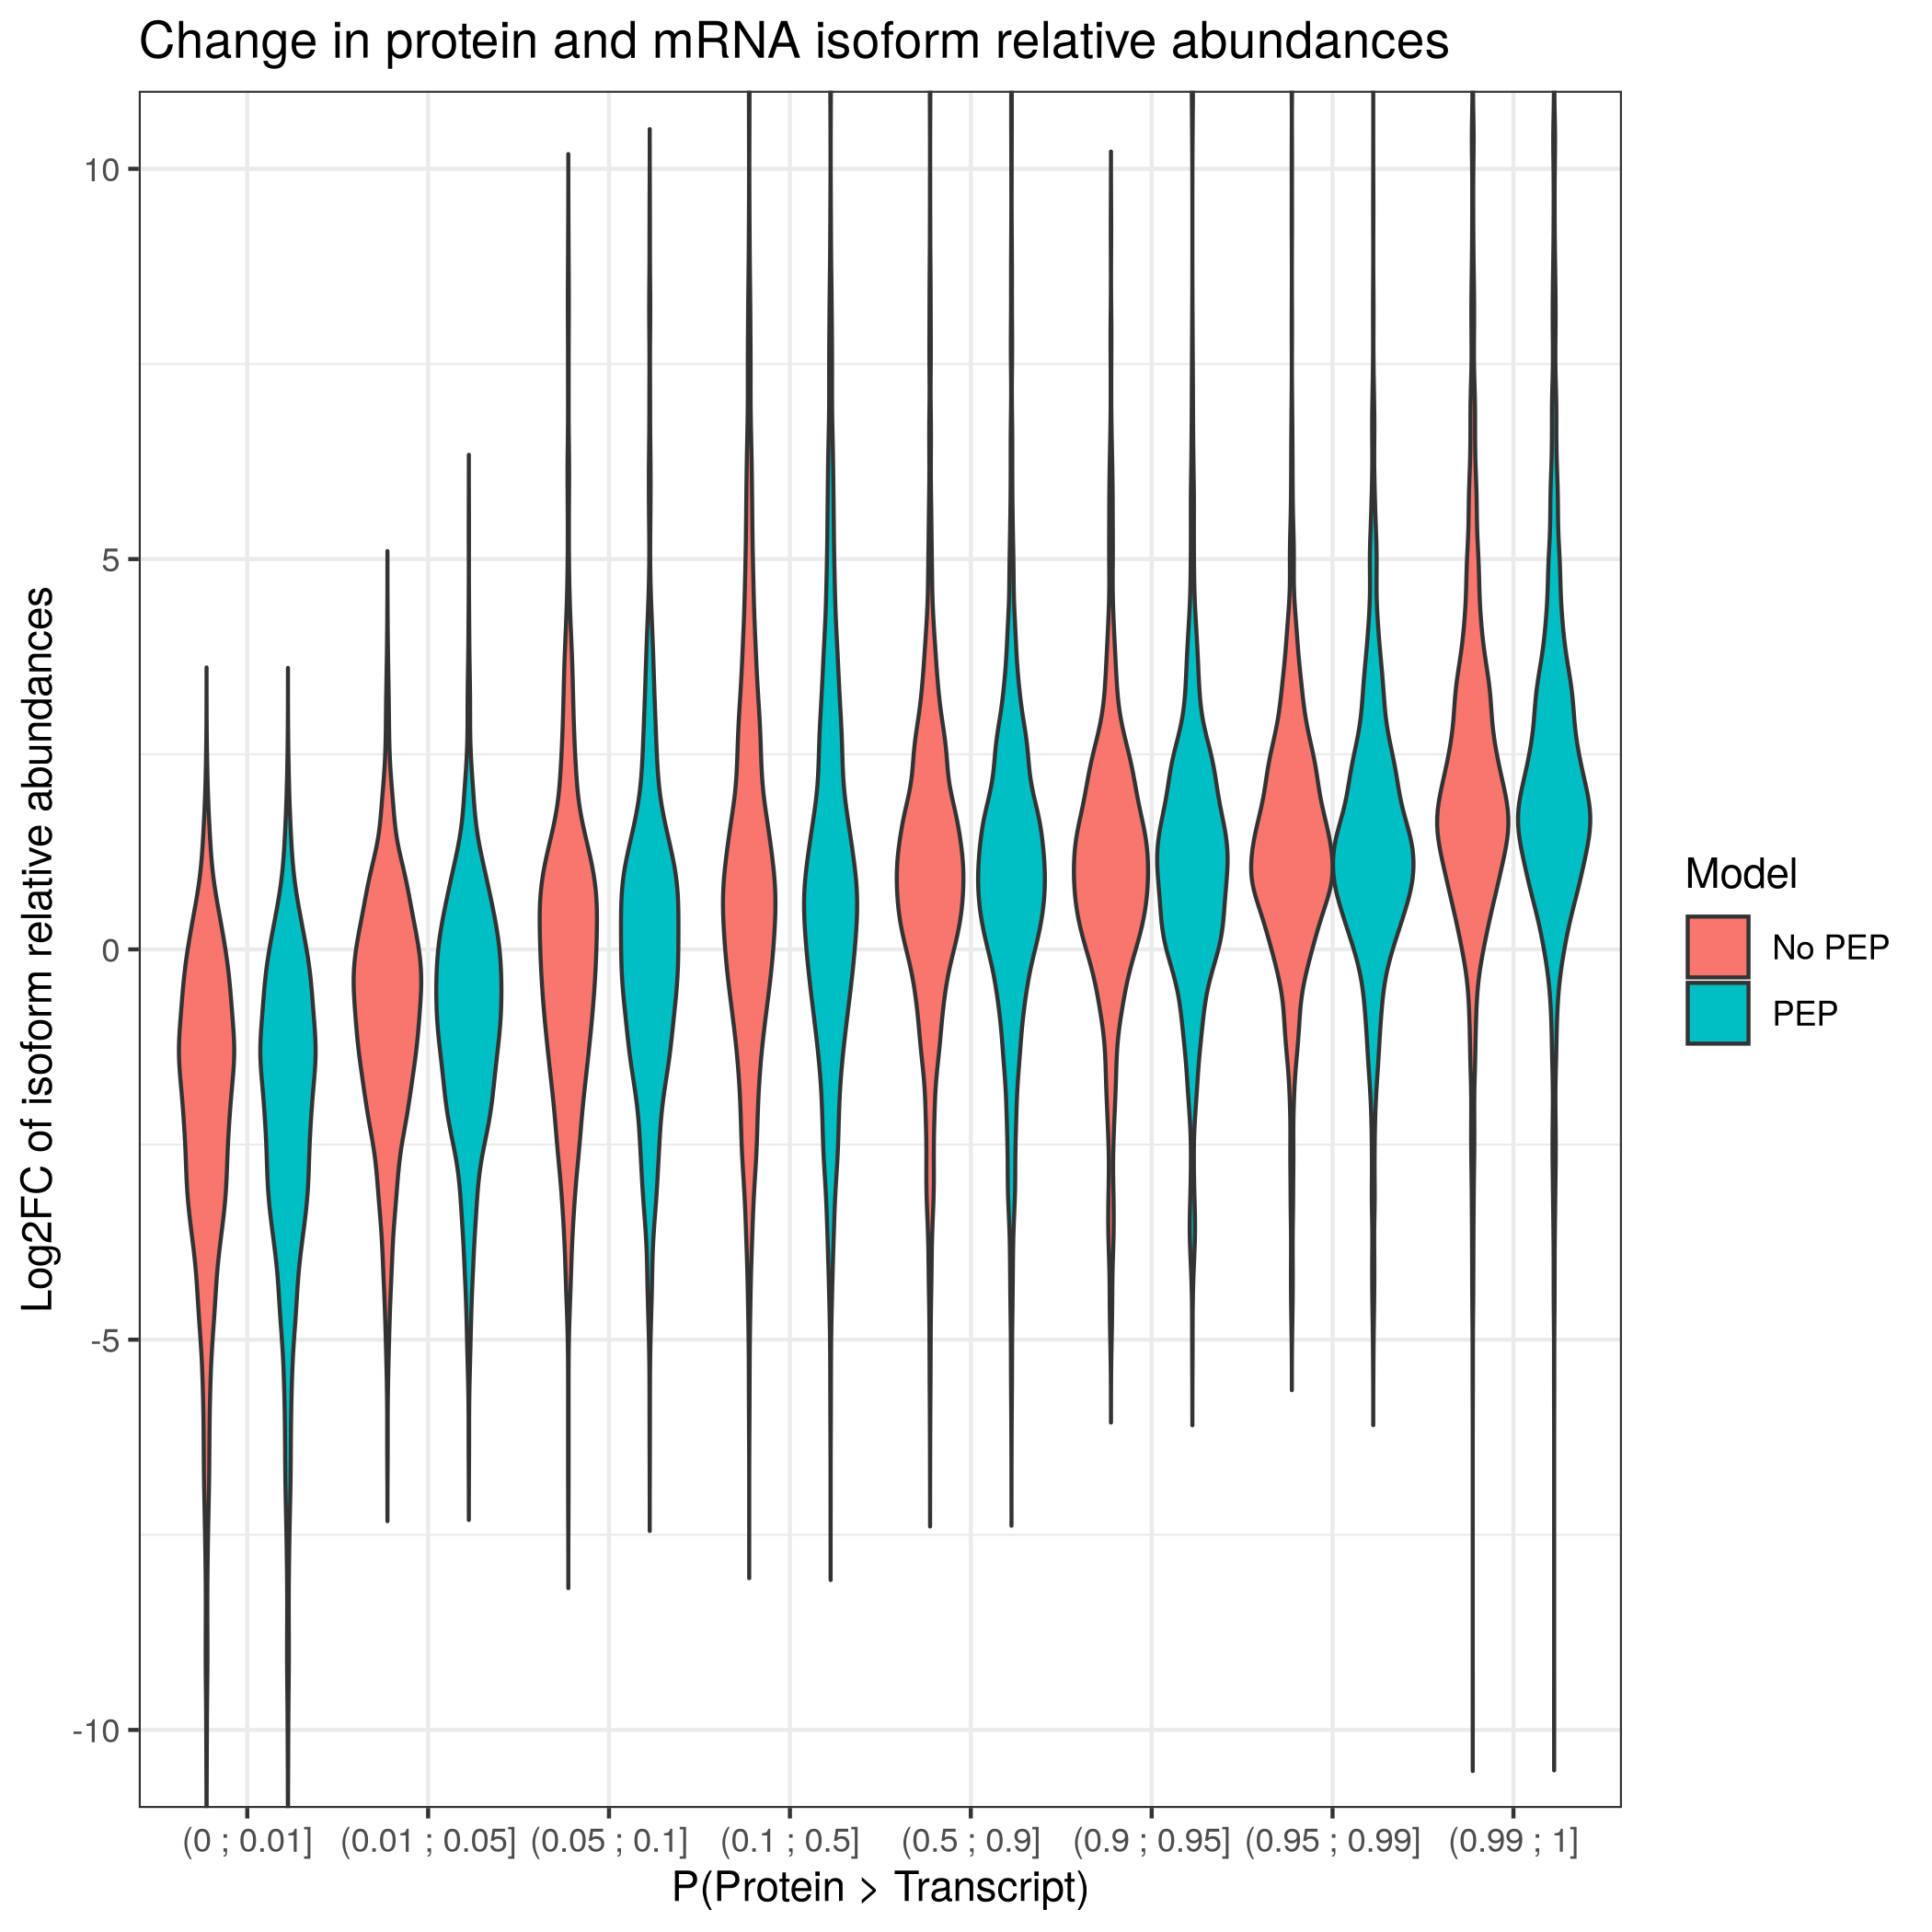 Change in protein and mRNA isoform relative abundances
Log2FC of isoform relative abundances
10
5
0
-5
-10
(0 ; 0.01]
(0.01 ; 0.05]
(0.05 ; 0.1]
(0.1 ; 0.5]
(0.5 ; 0.9]
(0.9 ; 0.95]
(0.95 ; 0.99]
(0.99 ; 1]
P(Protein > Transcript)
Model
No PEP
PEP